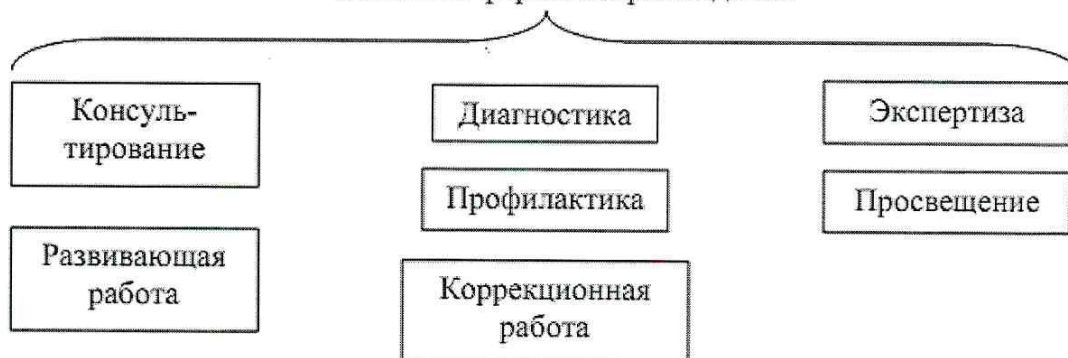 Консуль-
тирование
Развивающая
работа
Диагностика
Профилактика
Коррекционная
работа
Экспертиза
Просвещение